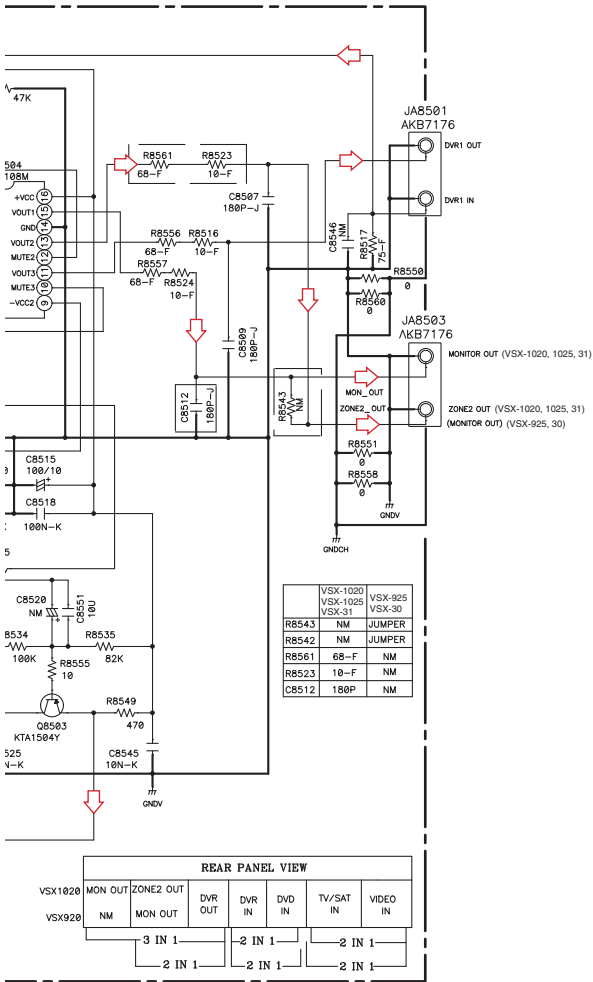 47K
JA8501
AKB7176
DVR1 OUT
DVR1 IN
504
108M
+VCC 16
VOUT1 15
GND 14
VOUT2 13
MUTE2 12
VOUT3 11
MUTE3 10
-VCC2 9
R8561
68-F
R8523
10-F
C8507
180P-J
R8556
68-F
R8516
10-F
R8557
68-F
R8524
10-F
C8546
NM
R8517
75-F
R8550
0
R8560
0
JA8503
AKB7176
C8509
180P-J
C8512
180P-J
R8543
NM
MON_OUT
ZONE2_OUT
MONITOR OUT (VSX-1020, 1025, 31)
ZONE2 OUT (VSX-1020, 1025, 31)
(MONITOR OUT) (VSX-925, 30)
R8551
0
R8558
0
GNDV
GNDCH
C8515
100/10
+
C8518
100N-K
0
5
C8520
NM
+
C8551
10U
8534
100K
R8535
82K
R8555
10
Q8503
KTA1504Y
R8549
470
525
N-K
C8545
10N-K
GNDV
VSX-1020
VSX-1025
VSX-31
VSX-925
VSX-30
R8543 NM JUMPER
R8542 NM JUMPER
R8561 68-F NM
R8523 10-F NM
C8512 180P NM
REAR PANEL VIEW
VSX1020 MON OUT ZONE2 OUT DVR OUT DVR IN DVD IN TV/SAT IN VIDEO IN
VSX920 NM MON OUT
3 IN 1 2 IN 1 2 IN 1
2 IN 1 2 IN 1 2 IN 1